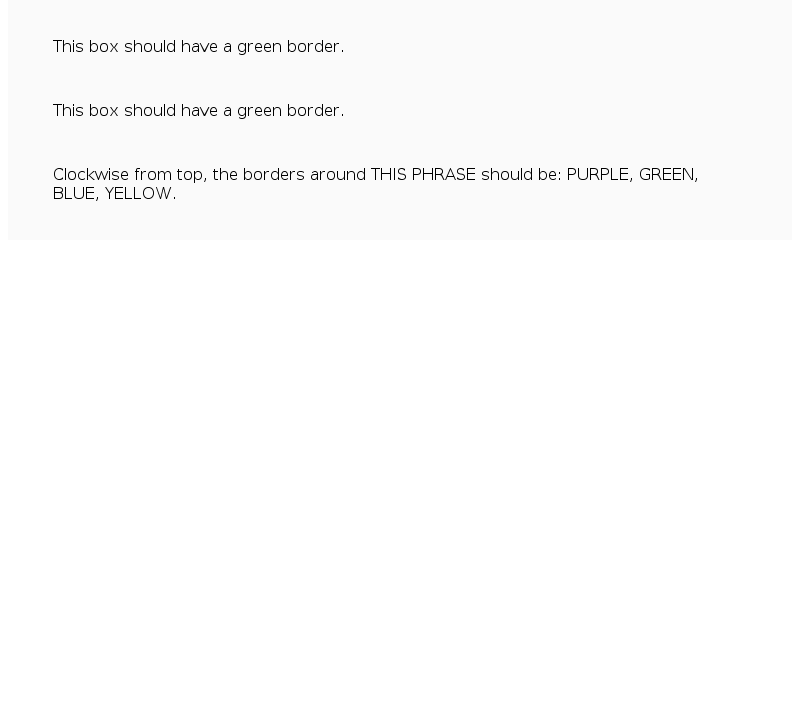 This box should have a green border.
This box should have a green border.
Clockwise from top, the borders around THIS PHRASE should be: PURPLE, GREEN,
BLUE, YELLOW.